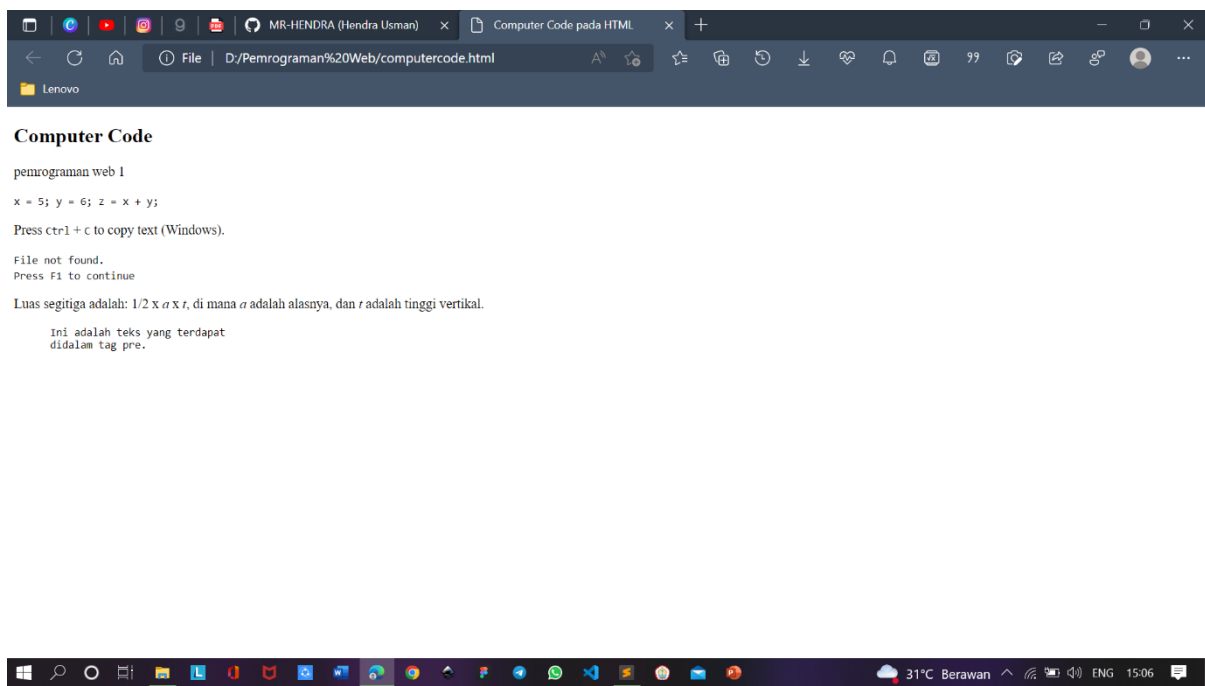 MR-HENDRA (Hendra Usman)
Computer Code pada HTML
File
D:/Pemrograman%20Web/computercode.html
Lenovo
Computer Code
pemrograman web 1
x = 5; y = 6; z = x + y;
Press Ctrl + C to copy text (Windows).
File not found.
Press F1 to continue
Luas segitiga adalah: 1/2 x a x t, di mana a adalah alasnya, dan t adalah tinggi vertikal.
Ini adalah teks yang terdapat
didalam tag pre.
31°C Berawan ENG 15:06